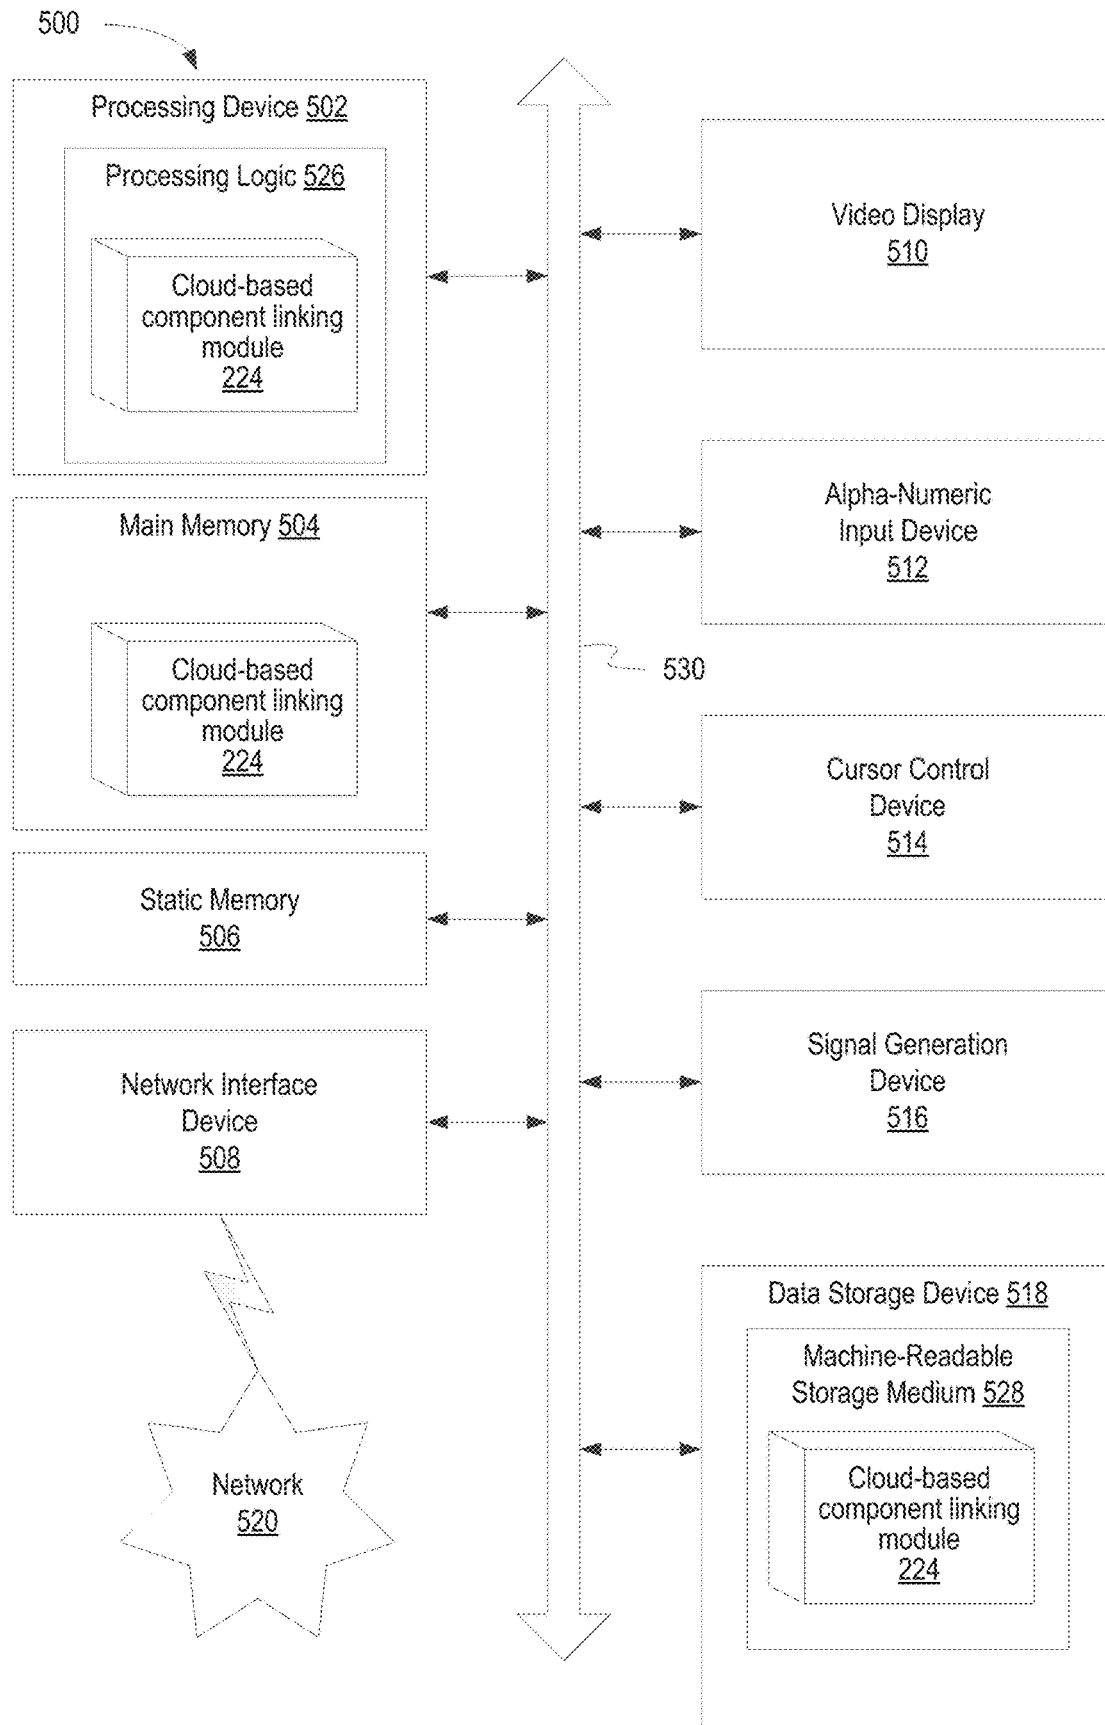 500
Processing Device 502
Processing Logic 526
Cloud-based
component linking
module
224
Main Memory 504
Cloud-based
component linking
module
224
Static Memory
506
Network Interface
Device
508
Network
520
530
Video Display
510
Alpha-Numeric
Input Device
512
Cursor Control
Device
514
Signal Generation
Device
516
Data Storage Device 518
Machine-Readable
Storage Medium 528
Cloud-based
component linking
module
224